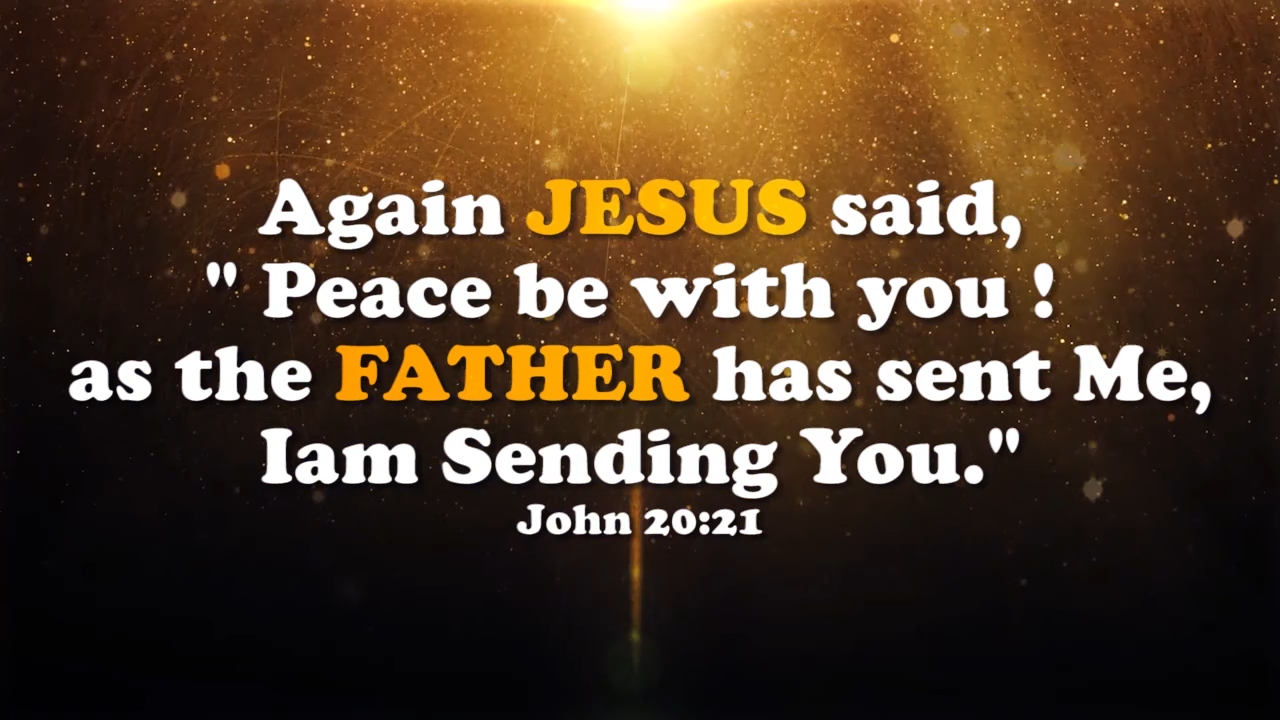 Again JESUS said,
" Peace be with you !
as the FATHER has sent Me,
Iam Sending You."
John 20:21